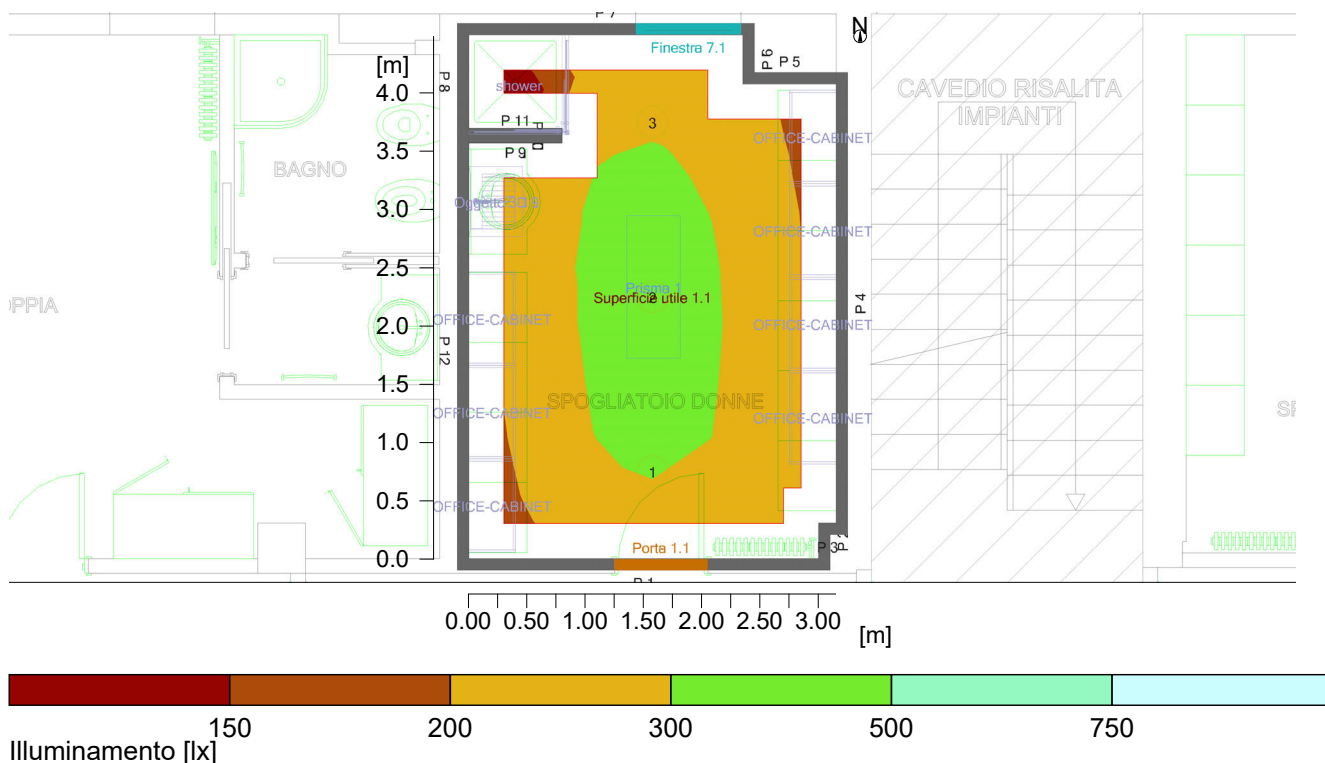 P 7
N
Finestra 7.1
[m]
P 6
P 5
P 8
4.0
shower
CAVEDIO RISALITA
IMPIANTI
P 11
3
OFFICE-CABINET
3.5
P 9
BAGNO
3.0
OFFICE-CABINET
2.5
Prisma 1
Superficie utile 1.1
2
P 4
OPPIA
OFFICE-CABINET
2.0
OFFICE-CABINET
P 12
1.5
SPOGLIATOIO DONNE
OFFICE-CABINET
OFFICE-CABINET
1.0
1
0.5
OFFICE-CABINET
Porta 1.1
P 3
P 2
0.0
P 1
0.00 0.50 1.00 1.50 2.00 2.50 3.00
[m]
150 200 300 500 750
Illuminamento [lx]